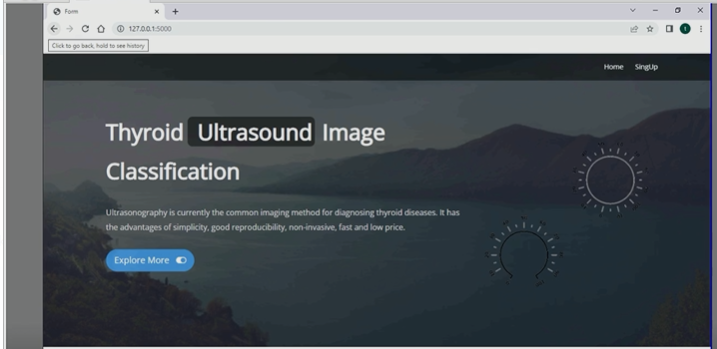 Form
127.0.0.1:5000
Click to go back, hold to see history
Home SingUp
Thyroid Ultrasound Image
Classification
Ultrasonography is currently the common imaging method for diagnosing thyroid diseases. It has
the advantages of simplicity, good reproducibility, non-invasive, fast and low price.
Explore More